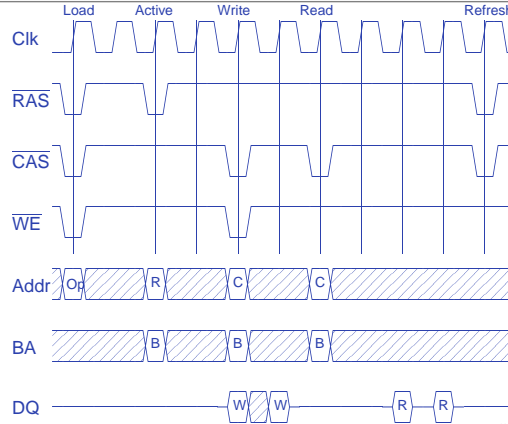 Load Active Write Read Refresh
Clk
RAS
CAS
WE
Addr Op R C C
BA B B B
DQ W W R R